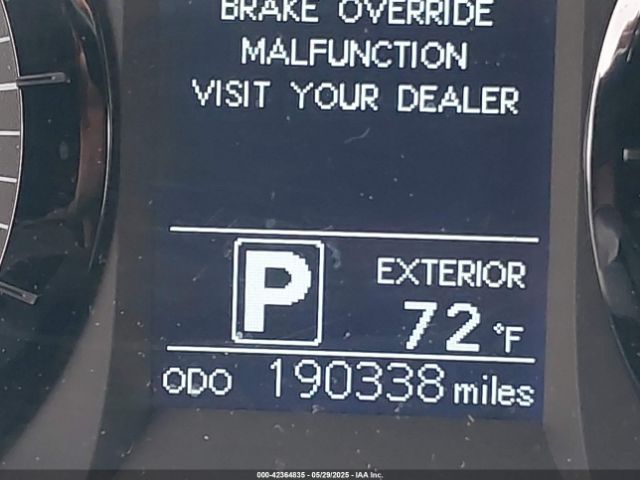 BRAKE OVERRIDE
MALFUNCTION
VISIT YOUR DEALER
P
EXTERIOR
72°F
ODO 190338 miles
000-42364835 - 05/29/2025 - IAA Inc.